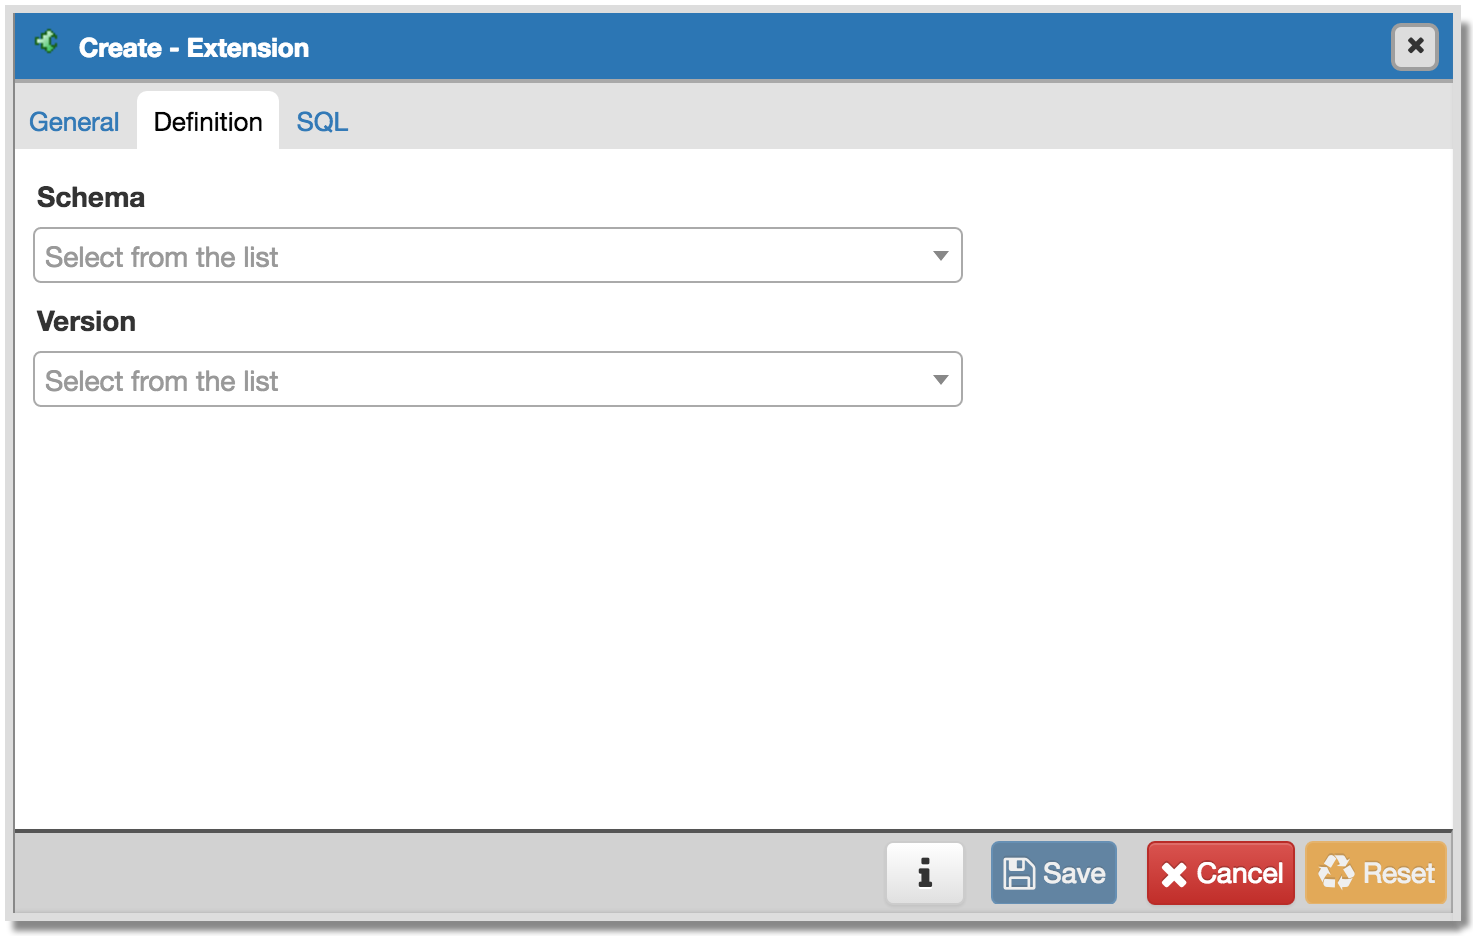 Create - Extension
General Definition SQL
Schema
Select from the list
Version
Select from the list
Save Cancel Reset